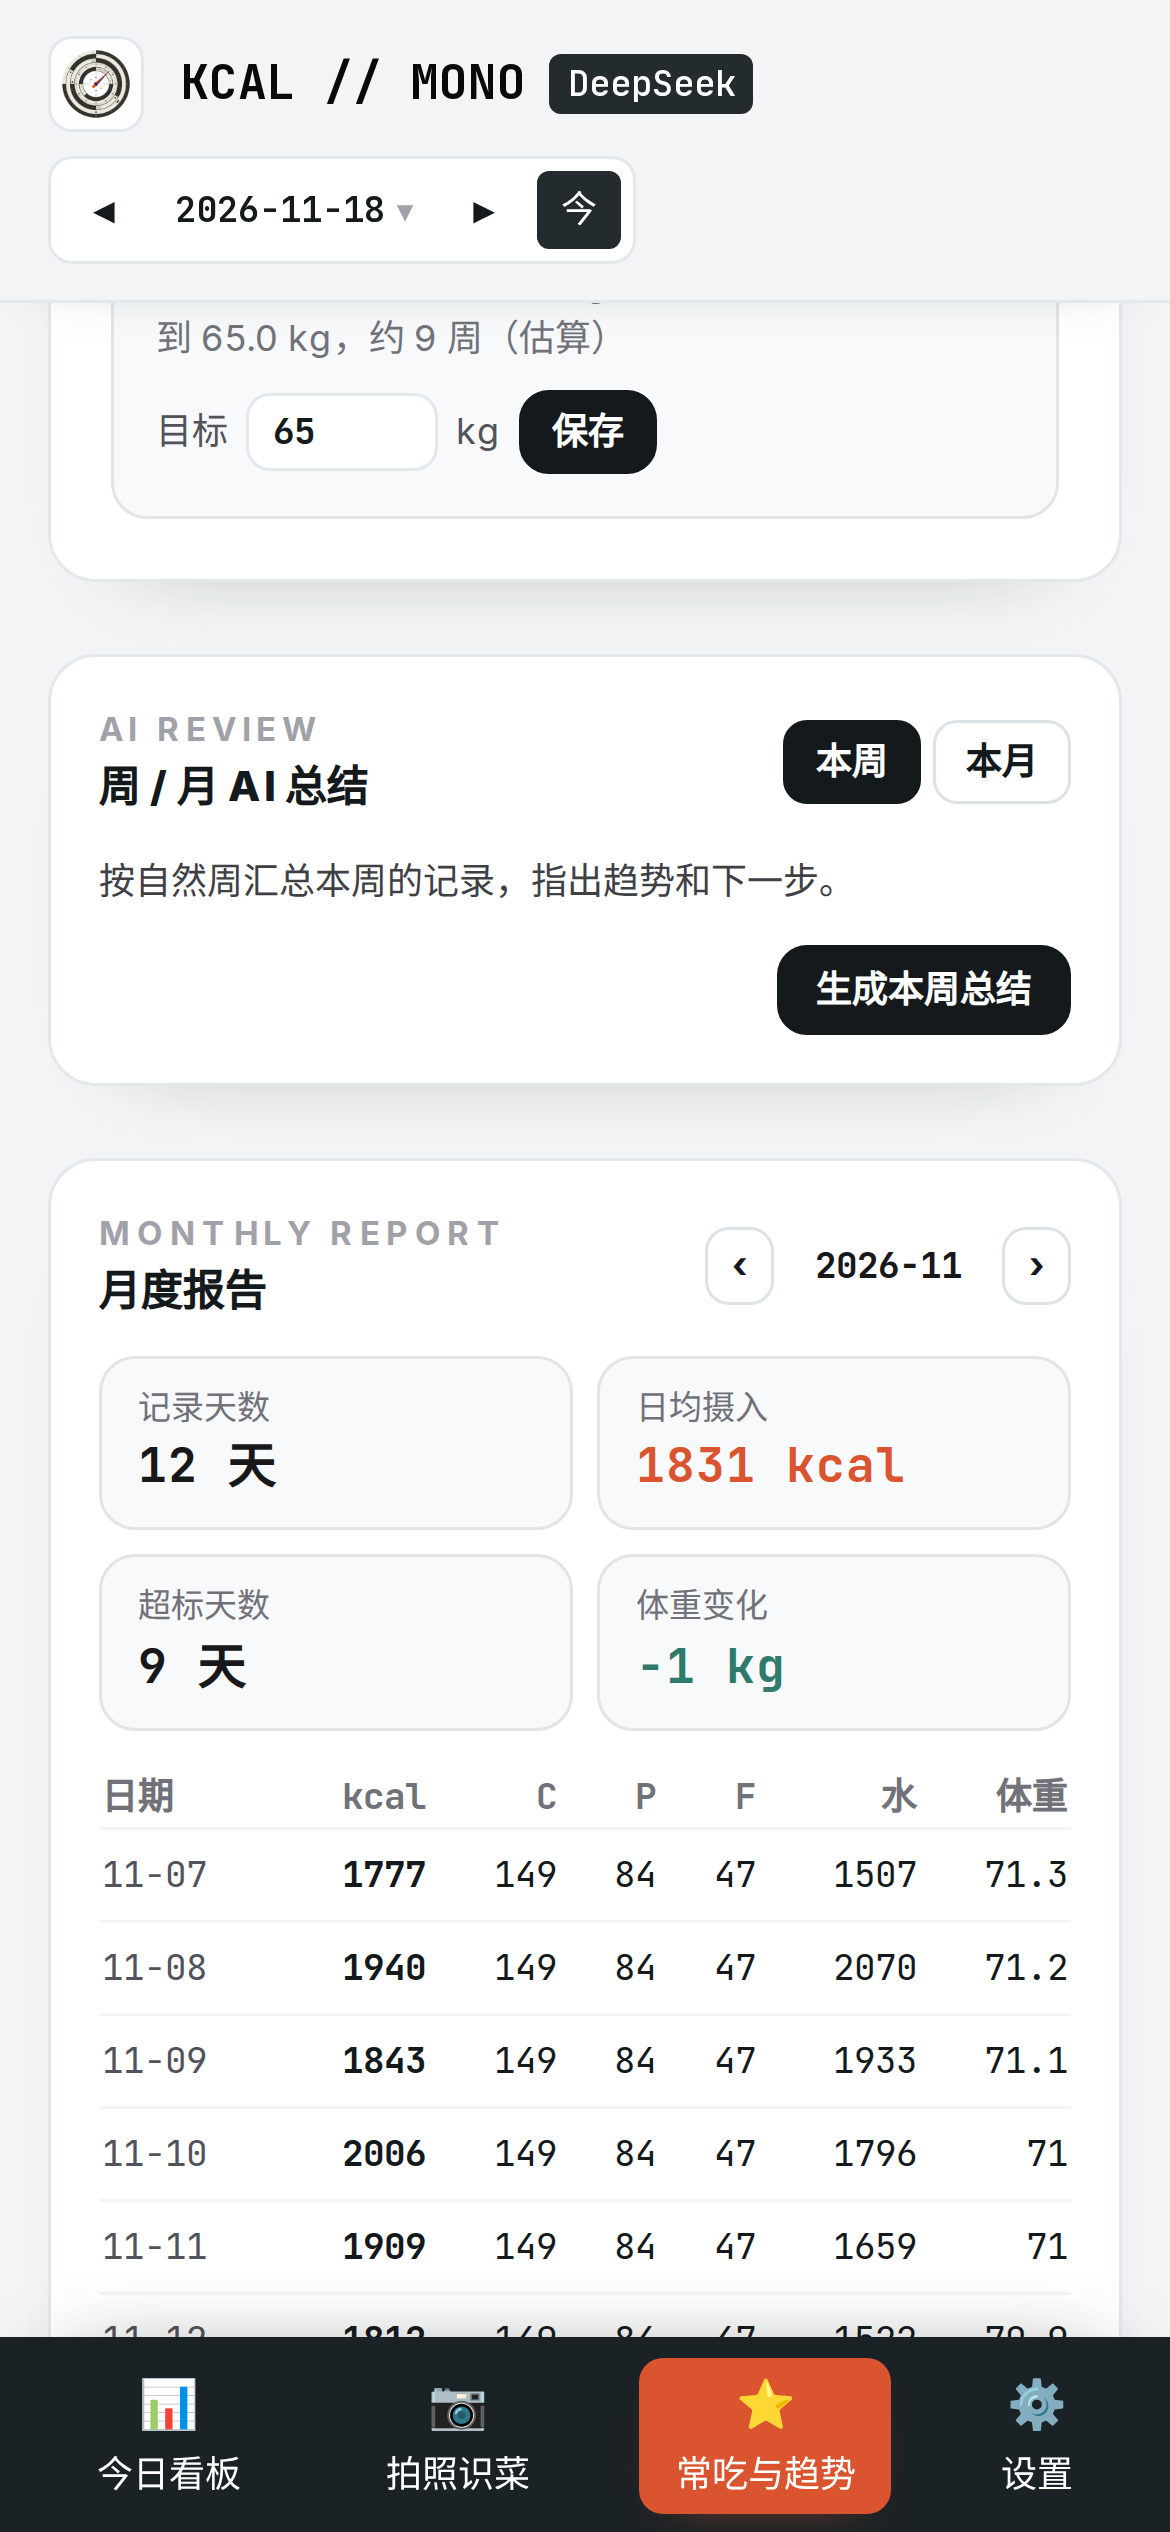 KCAL // MONO DeepSeek
◀ 2026-11-18 ▼ ▶ 今
到 65.0 kg，约 9 周（估算）
目标 65 kg 保存
AI REVIEW
周 / 月 AI 总结
本周 本月
按自然周汇总本周的记录，指出趋势和下一步。
生成本周总结
MONTHLY REPORT
月度报告
‹ 2026-11 ›
记录天数
12 天
日均摄入
1831 kcal
超标天数
9 天
体重变化
-1 kg
日期 kcal C P F 水 体重
11-07 1777 149 84 47 1507 71.3
11-08 1940 149 84 47 2070 71.2
11-09 1843 149 84 47 1933 71.1
11-10 2006 149 84 47 1796 71
11-11 1909 149 84 47 1659 71
今日看板 拍照识菜 常吃与趋势 设置